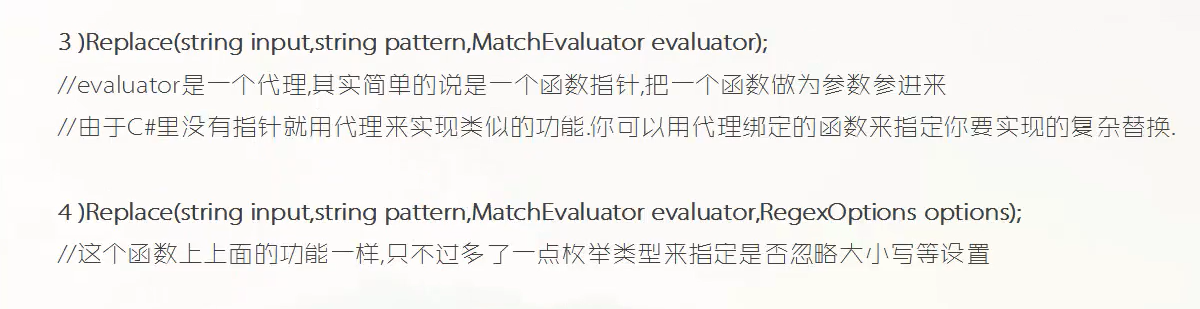 3 )Replace(string input,string pattern,MatchEvaluator evaluator);
//evaluator是一个代理,其实简单的说是一个函数指针,把一个函数做为参数参进来
//由于C#里没有指针就用代理来实现类似的功能.你可以用代理绑定的函数来指定你要实现的复杂替换.
4 )Replace(string input,string pattern,MatchEvaluator evaluator,RegexOptions options);
//这个函数上上面的功能一样,只不过多了一点枚举类型来指定是否忽略大小写等设置